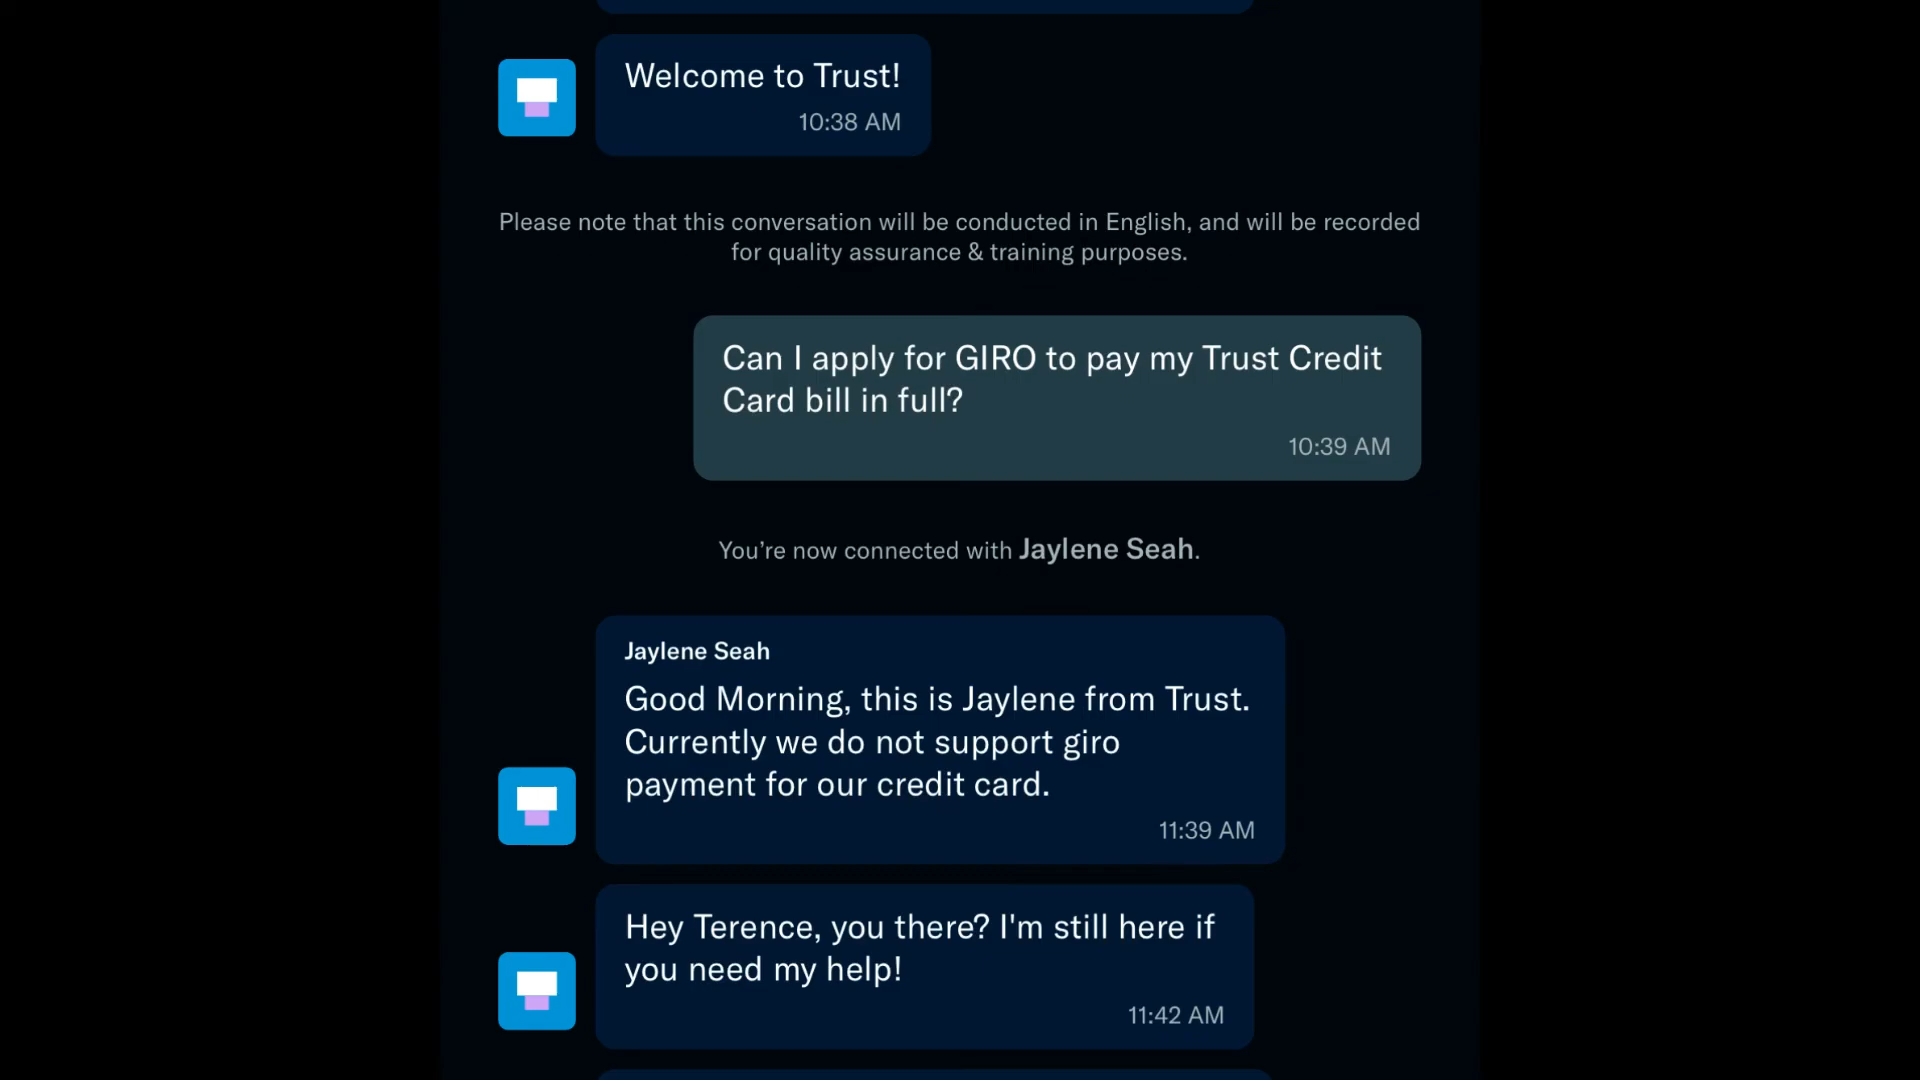 Welcome to Trust!
10:38 AM
Please note that this conversation will be conducted in English, and will be recorded
for quality assurance & training purposes.
Can I apply for GIRO to pay my Trust Credit
Card bill in full?
10:39 AM
You’re now connected with Jaylene Seah.
Jaylene Seah
Good Morning, this is Jaylene from Trust.
Currently we do not support giro
payment for our credit card.
11:39 AM
Hey Terence, you there? I'm still here if
you need my help!
11:42 AM